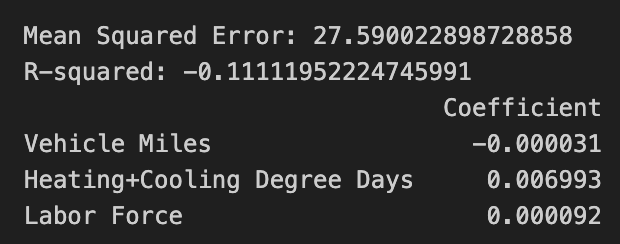 Mean Squared Error: 27.590022898728858
R-squared: -0.11111952224745991
Coefficient
Vehicle Miles -0.000031
Heating+Cooling Degree Days 0.006993
Labor Force 0.000092